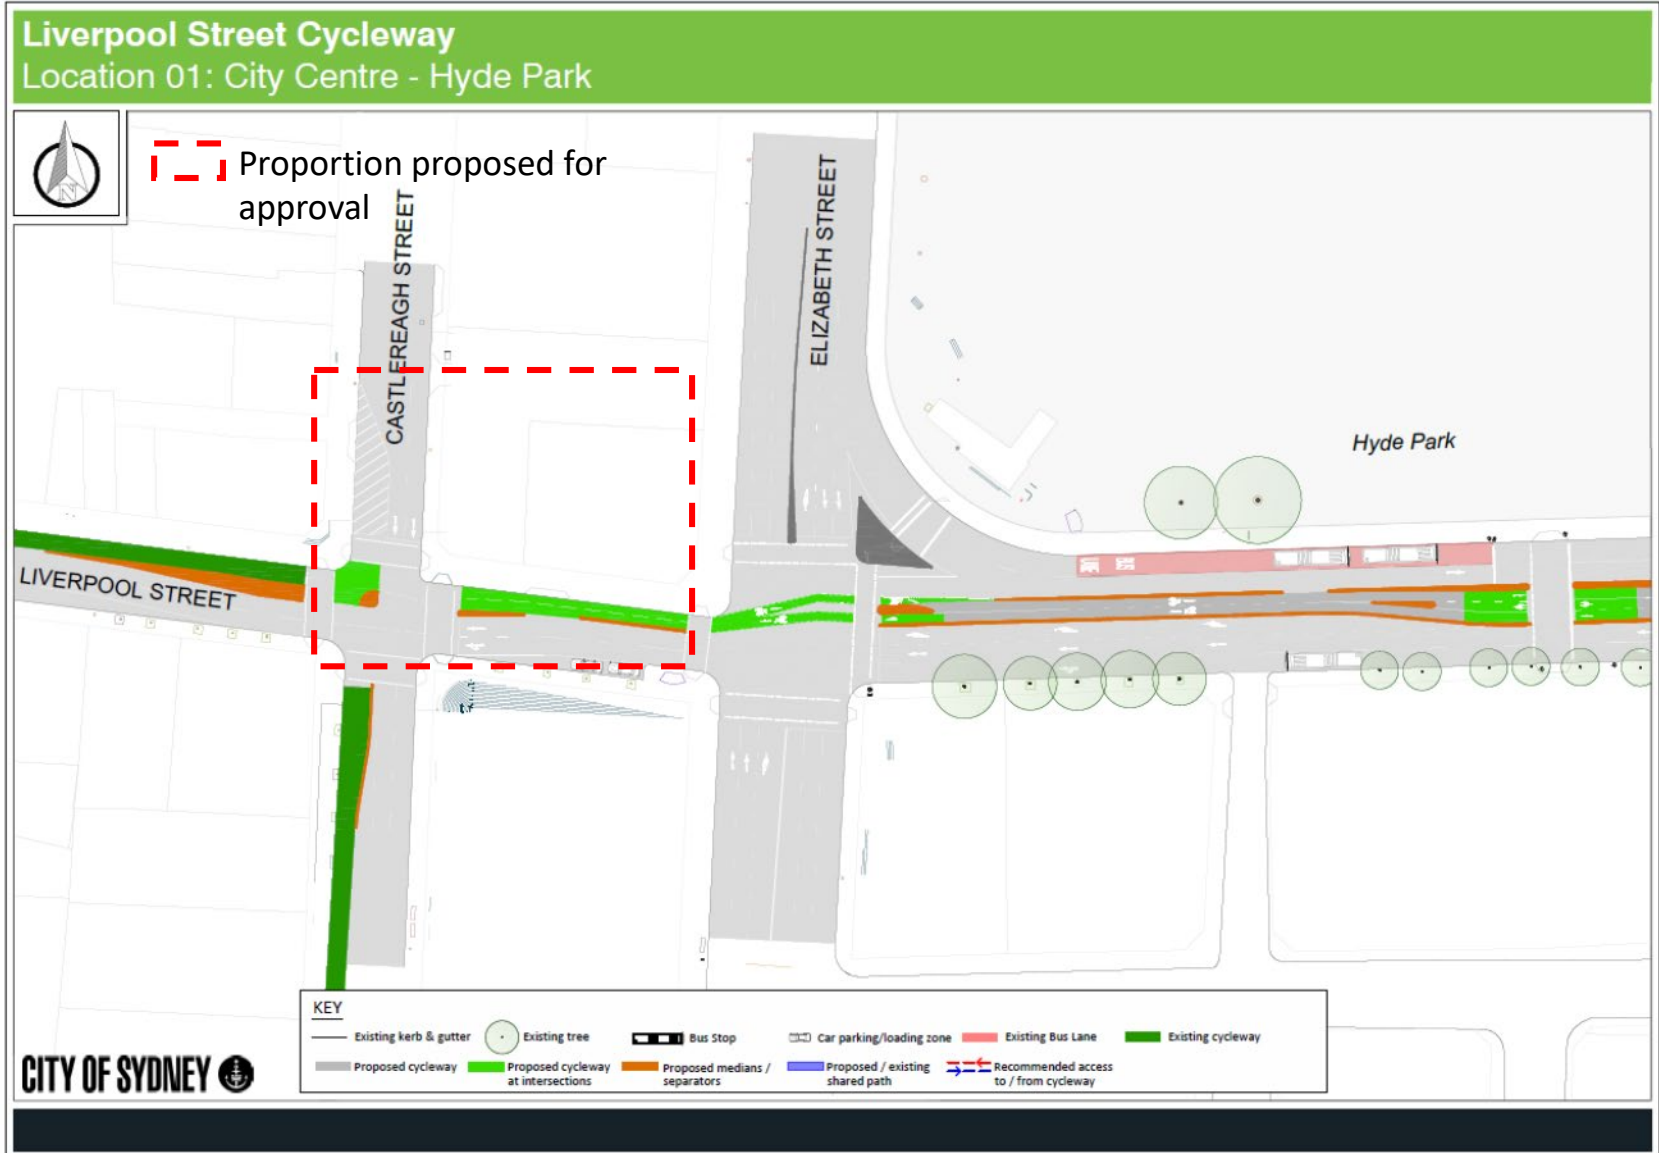 Liverpool Street Cycleway
Location 01: City Centre - Hyde Park
N
Proportion proposed for
approval
CASTLEREAGH STREET
ELIZABETH STREET
Hyde Park
LIVERPOOL STREET
BUS
LANE
KEY
Existing kerb & gutter
Existing tree
Bus Stop
Car parking/loading zone
Existing Bus Lane
Existing cycleway
Proposed cycleway
Proposed cycleway
at intersections
Proposed medians /
separators
Proposed / existing
shared path
Recommended access
to / from cycleway
CITY OF SYDNEY